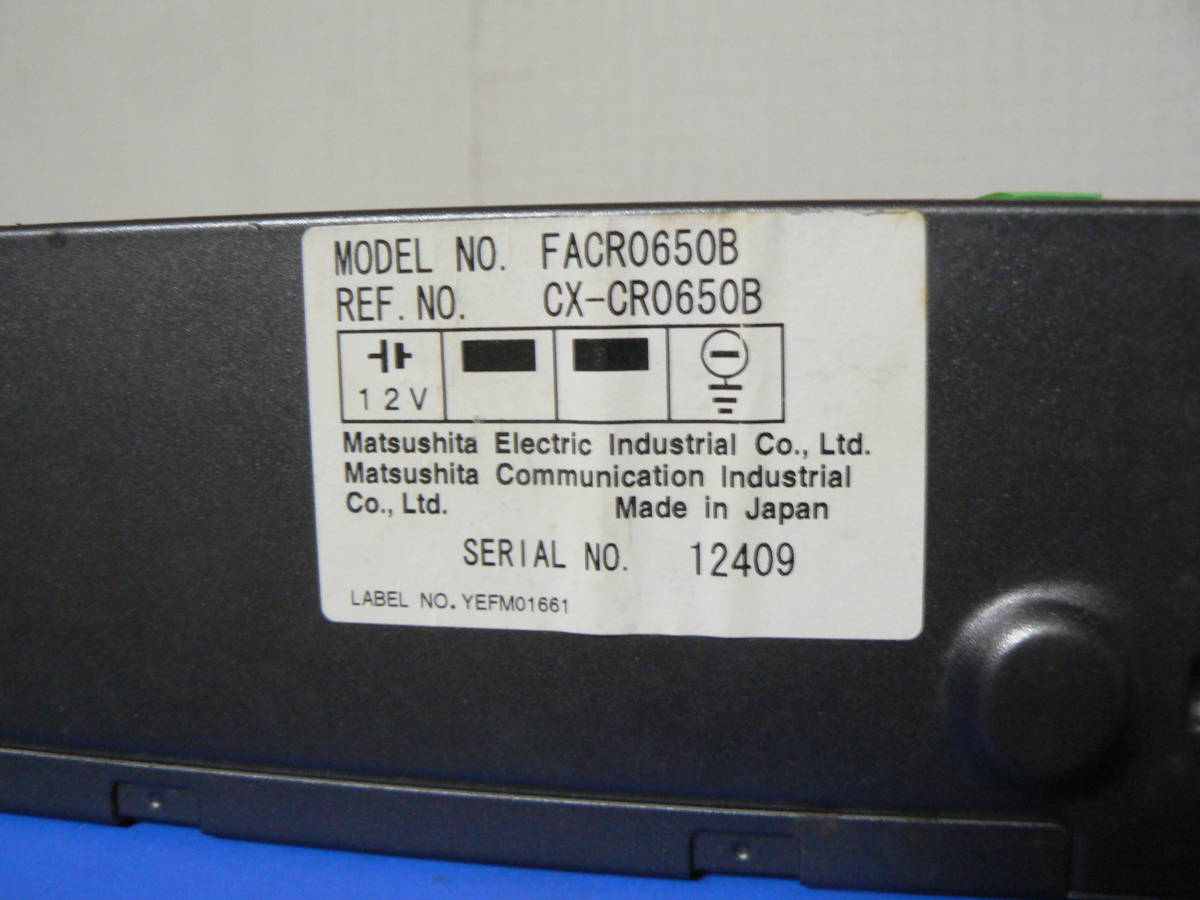 MODEL NO. FACR0650B
REF. NO. CX-CR0650B
12V
Matsushita Electric Industrial Co., Ltd.
Matsushita Communication Industrial
Co., Ltd. Made in Japan
SERIAL NO. 12409
LABEL NO. YEFM01661